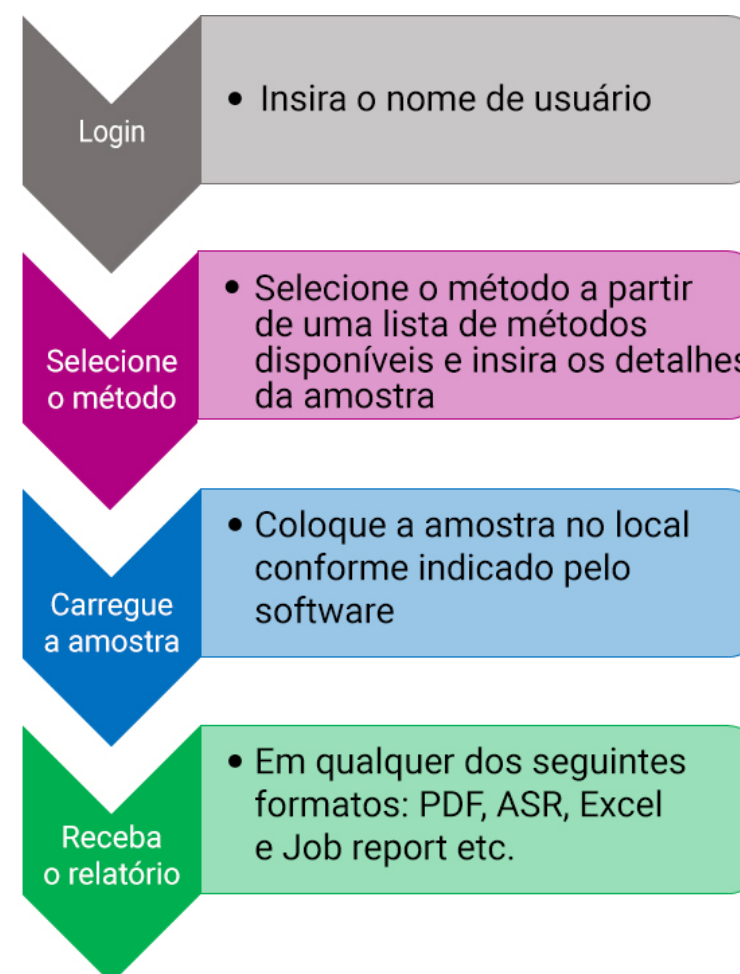 Login
• Insira o nome de usuário
Selecione
o método
• Selecione o método a partir
de uma lista de métodos
disponíveis e insira os detalhes
da amostra
Carregue
a amostra
• Coloque a amostra no local
conforme indicado pelo
software
Receba
o relatório
• Em qualquer dos seguintes
formatos: PDF, ASR, Excel
e Job report etc.